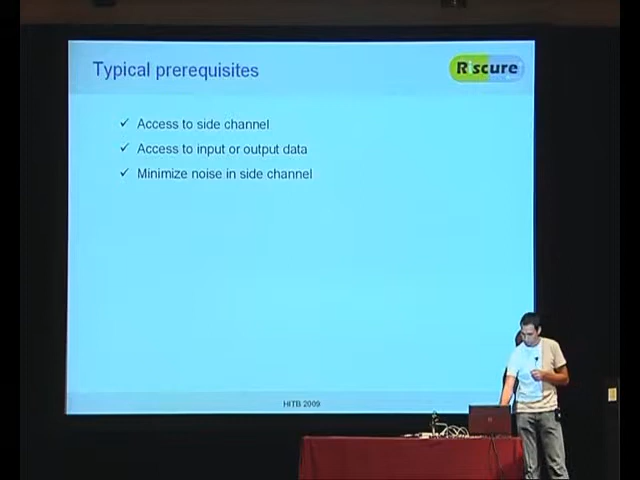 Typical prerequisites
Riscure
Access to side channel
Access to input or output data
Minimize noise in side channel
HITB 2009